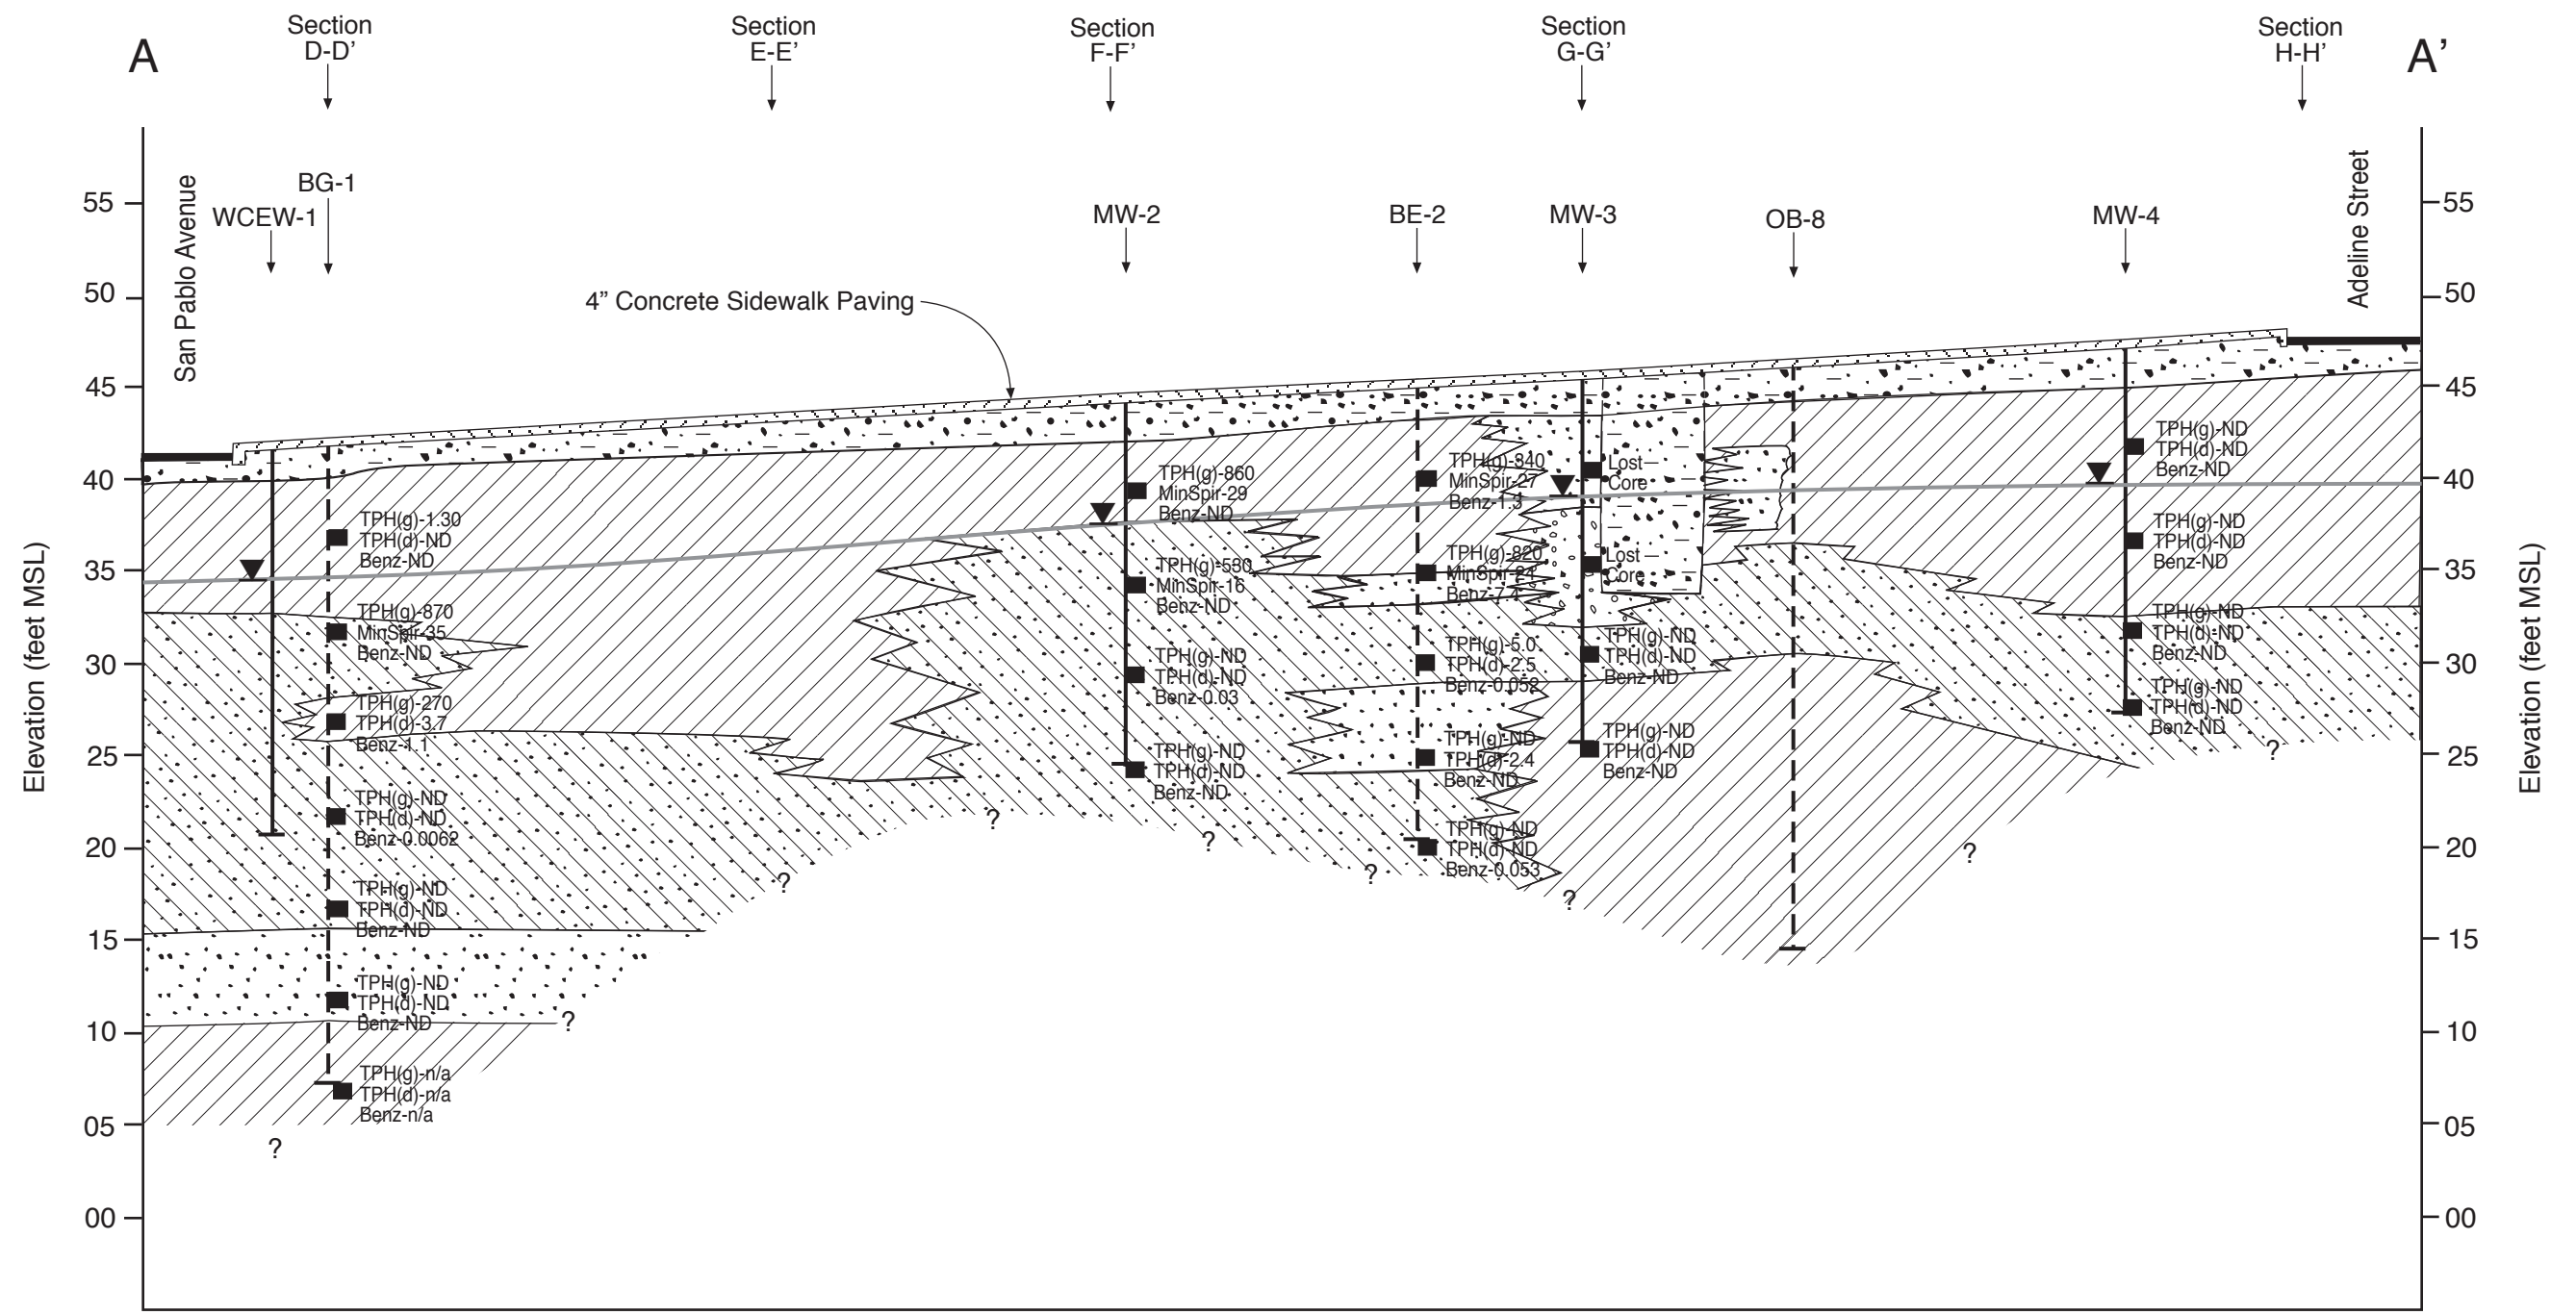 A
Section
D-D’
Section
E-E’
Section
F-F’
Section
G-G’
Section
H-H’
A’
San Pablo Avenue
WCEW-1
BG-1
MW-2
BE-2
MW-3
OB-8
MW-4
Adeline Street
4” Concrete Sidewalk Paving
Elevation (feet MSL)
55
50
45
40
35
30
25
20
15
10
05
00
TPH(g)-1.30
TPH(d)-ND
Benz-ND
TPH(g)-870
MinSpir-35
Benz-ND
TPH(g)-270
TPH(d)-3.7
Benz-1.1
TPH(g)-ND
TPH(d)-ND
Benz-0.0062
TPH(g)-ND
TPH(d)-ND
Benz-ND
TPH(g)-ND
TPH(d)-ND
Benz-ND
TPH(g)-n/a
TPH(d)-n/a
Benz-n/a
?
?
?
?
?
?
?
?
?
TPH(g)-860
MinSpir-29
Benz-ND
TPH(g)-530
MinSpir-16
Benz-ND
TPH(g)-ND
TPH(d)-ND
Benz-0.03
TPH(g)-ND
TPH(d)-ND
Benz-ND
TPH(g)-340
MinSpir-27
Benz-1.3
TPH(g)-820
MinSpir-24
Benz-7.4
TPH(g)-5.0
TPH(d)-2.5
Benz-0.052
TPH(g)-ND
TPH(d)-2.4
Benz-ND
TPH(g)-ND
TPH(d)-ND
Benz-0.053
Lost
Core
Lost
Core
TPH(g)-ND
TPH(d)-ND
Benz-ND
TPH(g)-ND
TPH(d)-ND
Benz-ND
TPH(g)-ND
TPH(d)-ND
Benz-ND
TPH(g)-ND
TPH(d)-ND
Benz-ND
TPH(g)-ND
TPH(d)-ND
Benz-ND
TPH(g)-ND
TPH(d)-ND
Benz-ND
55
50
45
40
35
30
25
20
15
10
05
00
Elevation (feet MSL)